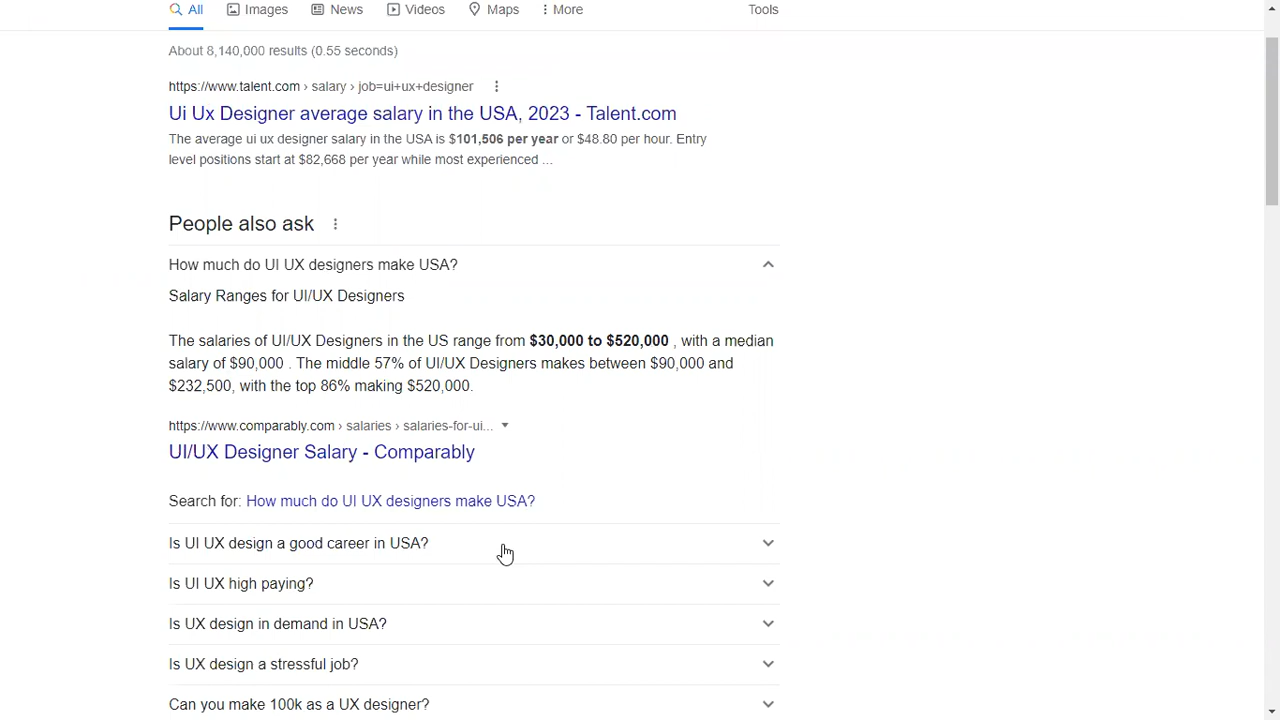 All Images News Videos Maps More Tools
About 8,140,000 results (0.55 seconds)
https://www.talent.com › salary › job=ui+ux+designer
Ui Ux Designer average salary in the USA, 2023 - Talent.com
The average ui ux designer salary in the USA is $101,506 per year or $48.80 per hour. Entry
level positions start at $82,668 per year while most experienced ...
People also ask
How much do UI UX designers make USA?
Salary Ranges for UI/UX Designers
The salaries of UI/UX Designers in the US range from $30,000 to $520,000 , with a median
salary of $90,000 . The middle 57% of UI/UX Designers makes between $90,000 and
$232,500, with the top 86% making $520,000.
https://www.comparably.com › salaries › salaries-for-ui...
UI/UX Designer Salary - Comparably
Search for: How much do UI UX designers make USA?
Is UI UX design a good career in USA?
Is UI UX high paying?
Is UX design in demand in USA?
Is UX design a stressful job?
Can you make 100k as a UX designer?